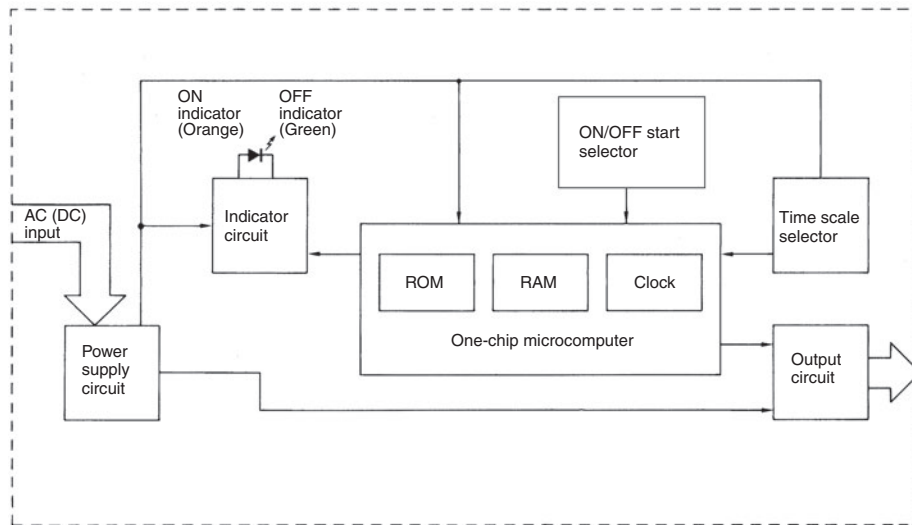 ON
indicator
(Orange)
OFF
indicator
(Green)
ON/OFF start
selector
AC (DC)
input
Indicator
circuit
Time scale
selector
ROM
RAM
Clock
One-chip microcomputer
Power
supply
circuit
Output
circuit